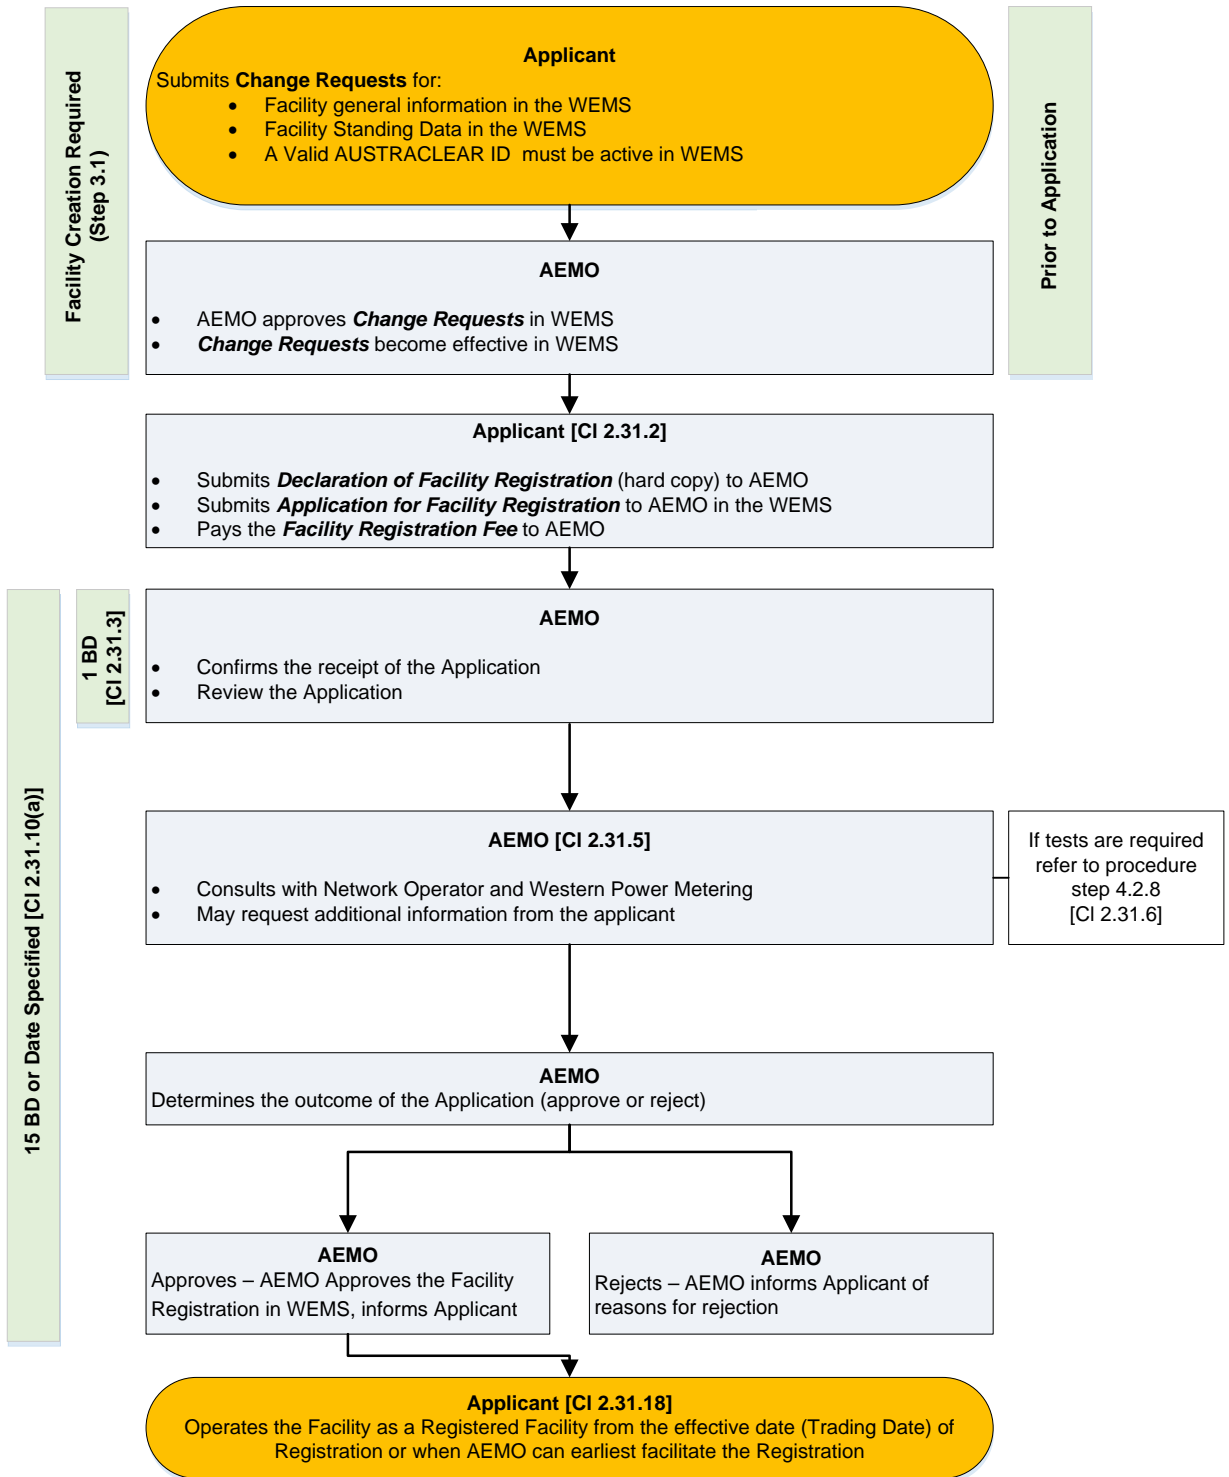 Applicant
Submits Change Requests for:
• Facility general information in the WEMS
• Facility Standing Data in the WEMS
• A Valid AUSTRACLEAR ID must be active in WEMS
Facility Creation Required
(Step 3.1)
Prior to Application
AEMO
• AEMO approves Change Requests in WEMS
• Change Requests become effective in WEMS
Applicant [Cl 2.31.2]
• Submits Declaration of Facility Registration (hard copy) to AEMO
• Submits Application for Facility Registration to AEMO in the WEMS
• Pays the Facility Registration Fee to AEMO
15 BD or Date Specified [Cl 2.31.10(a)]
1 BD
[Cl 2.31.3]
AEMO
• Confirms the receipt of the Application
• Review the Application
AEMO [Cl 2.31.5]
• Consults with Network Operator and Western Power Metering
• May request additional information from the applicant
If tests are required
refer to procedure
step 4.2.8
[Cl 2.31.6]
AEMO
Determines the outcome of the Application (approve or reject)
AEMO
Approves – AEMO Approves the Facility
Registration in WEMS, informs Applicant
AEMO
Rejects – AEMO informs Applicant of
reasons for rejection
Applicant [Cl 2.31.18]
Operates the Facility as a Registered Facility from the effective date (Trading Date) of
Registration or when AEMO can earliest facilitate the Registration